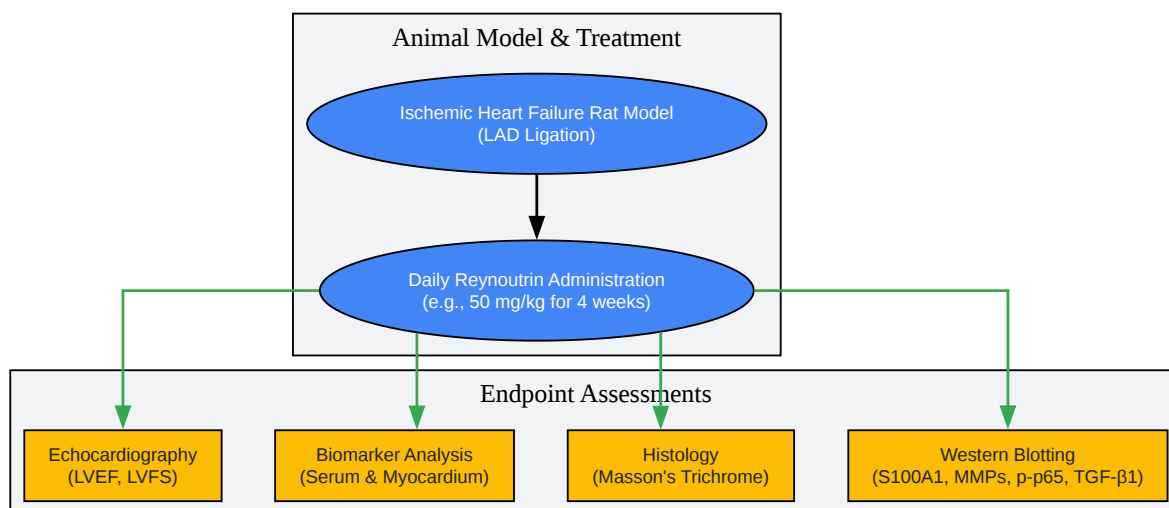 Animal Model & Treatment
Ischemic Heart Failure Rat Model
(LAD Ligation)
Daily Reynoutrin Administration
(e.g., 50 mg/kg for 4 weeks)
Endpoint Assessments
Echocardiography
(LVEF, LVFS)
Biomarker Analysis
(Serum & Myocardium)
Histology
(Masson's Trichrome)
Western Blotting
(S100A1, MMPs, p-p65, TGF-β1)